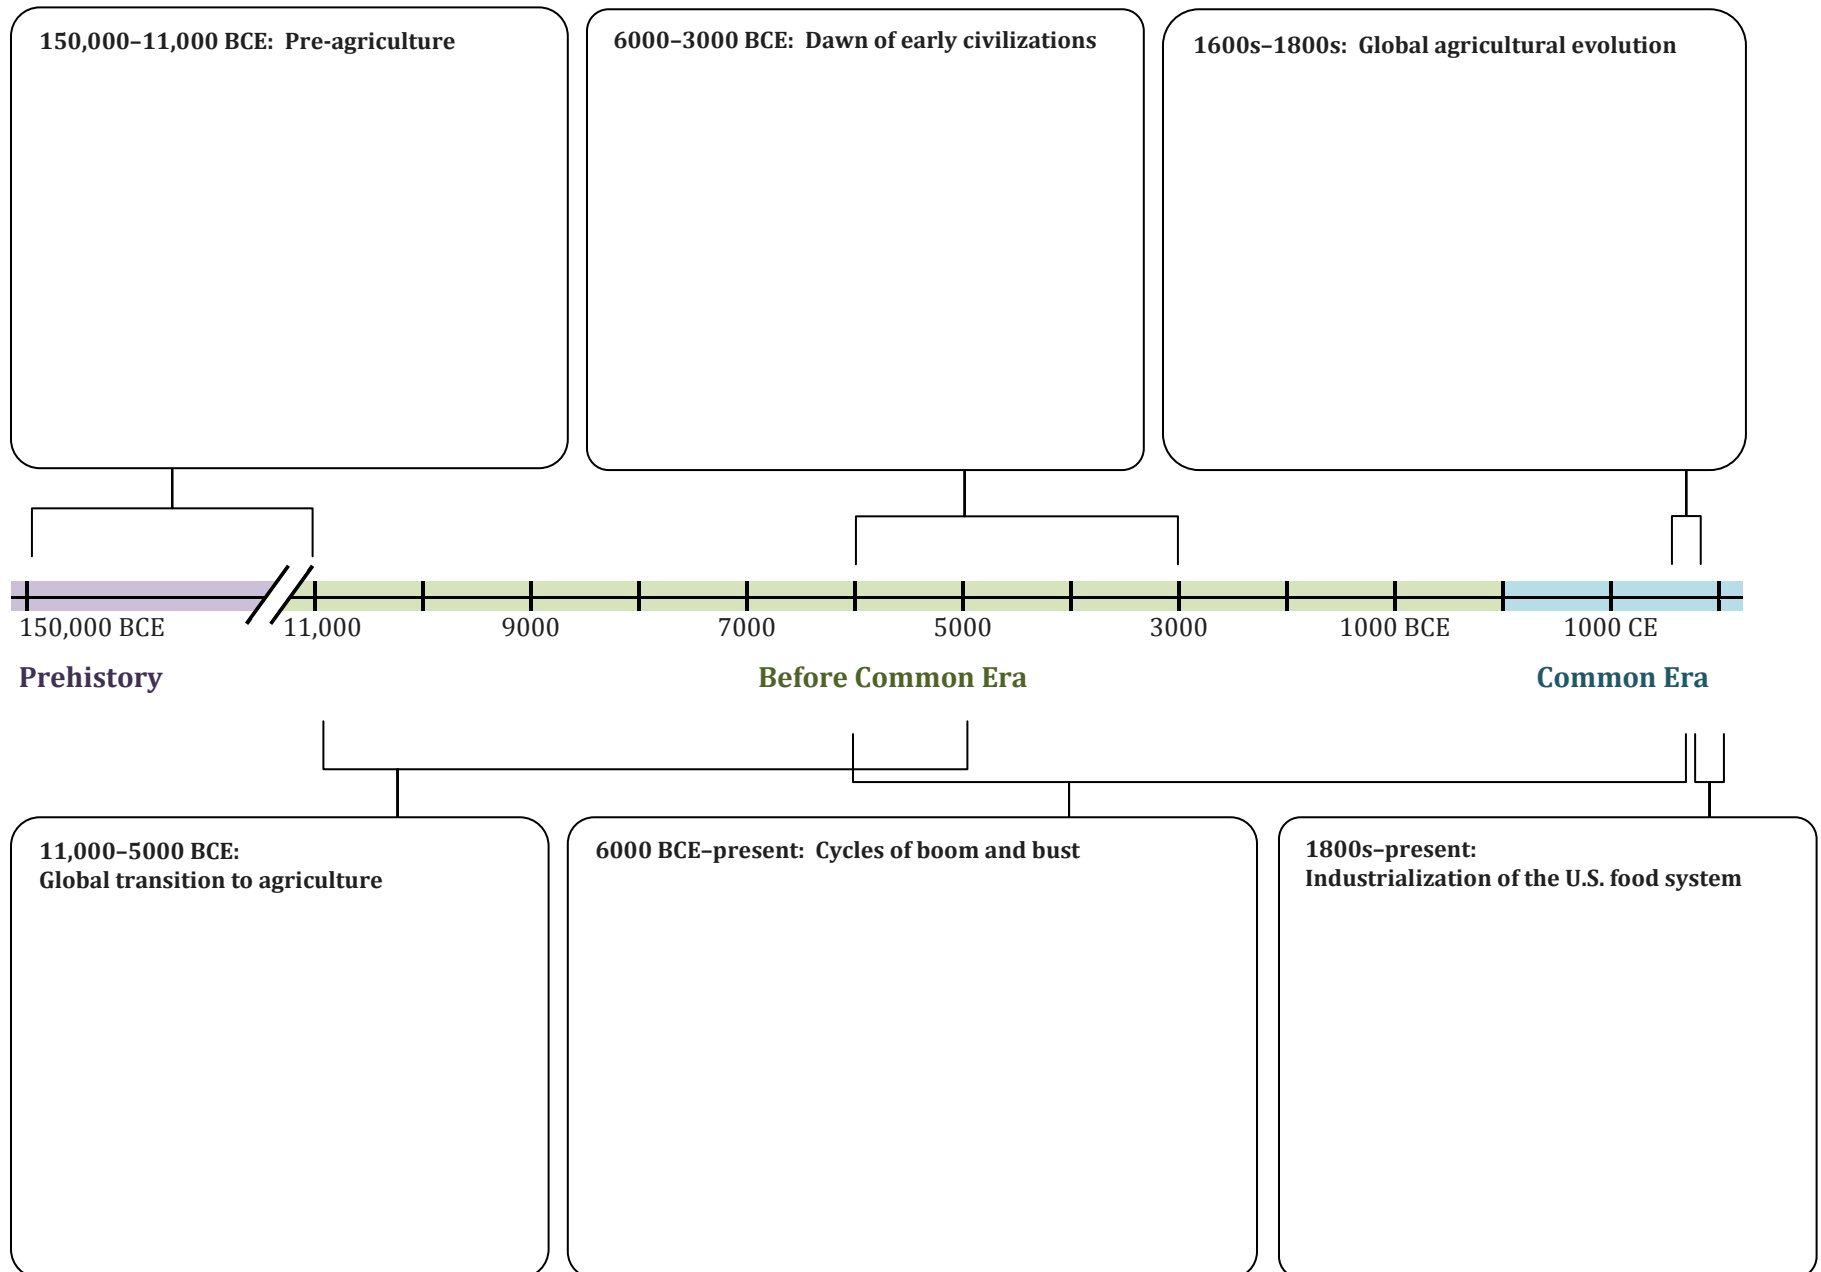 150,000–11,000 BCE:  Pre-agriculture
6000–3000 BCE:  Dawn of early civilizations
1600s–1800s:  Global agricultural evolution
150,000 BCE
11,000
9000
7000
5000
3000
1000 BCE
1000 CE
Prehistory
Before Common Era
Common Era
11,000–5000 BCE:
Global transition to agriculture
6000 BCE–present:  Cycles of boom and bust
1800s–present:
Industrialization of the U.S. food system